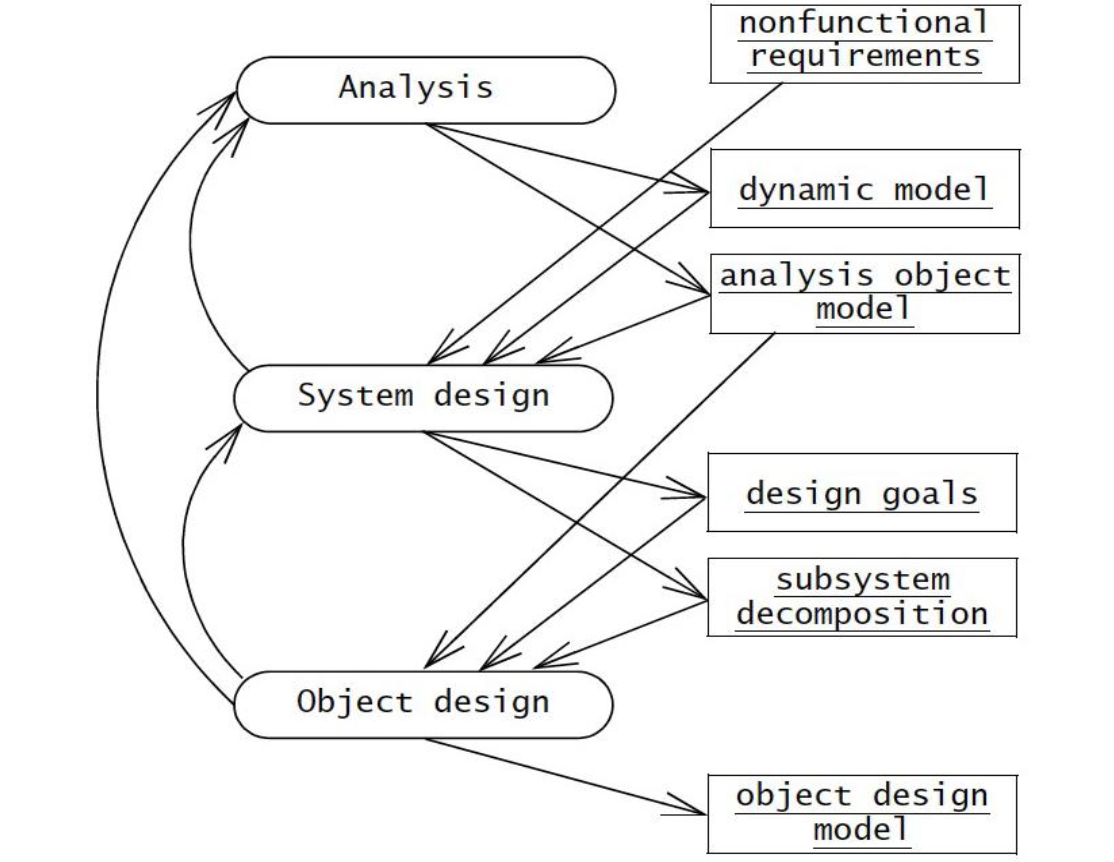 nonfunctional
requirements
Analysis
dynamic model
analysis object
model
System design
design goals
subsystem
decomposition
Object design
object design
model